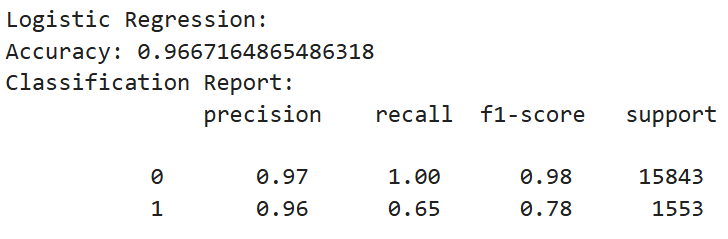 Logistic Regression:
Accuracy: 0.9667164865486318
Classification Report:
precision recall f1-score support
0 0.97 1.00 0.98 15843
1 0.96 0.65 0.78 1553